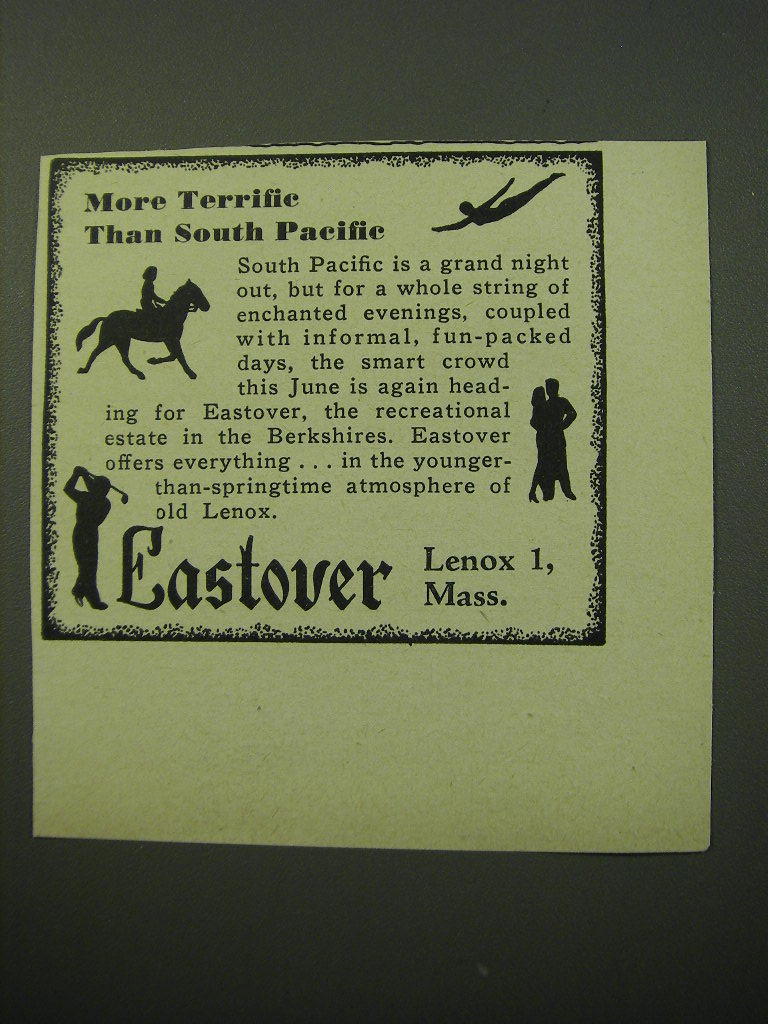 More Terrific
Than South Pacific
South Pacific is a grand night
out, but for a whole string of
enchanted evenings, coupled
with informal, fun-packed
days, the smart crowd
this June is again head-
ing for Eastover, the recreational
estate in the Berkshires. Eastover
offers everything . . . in the younger-
than-springtime atmosphere of
old Lenox.
Eastover
Lenox 1,
Mass.